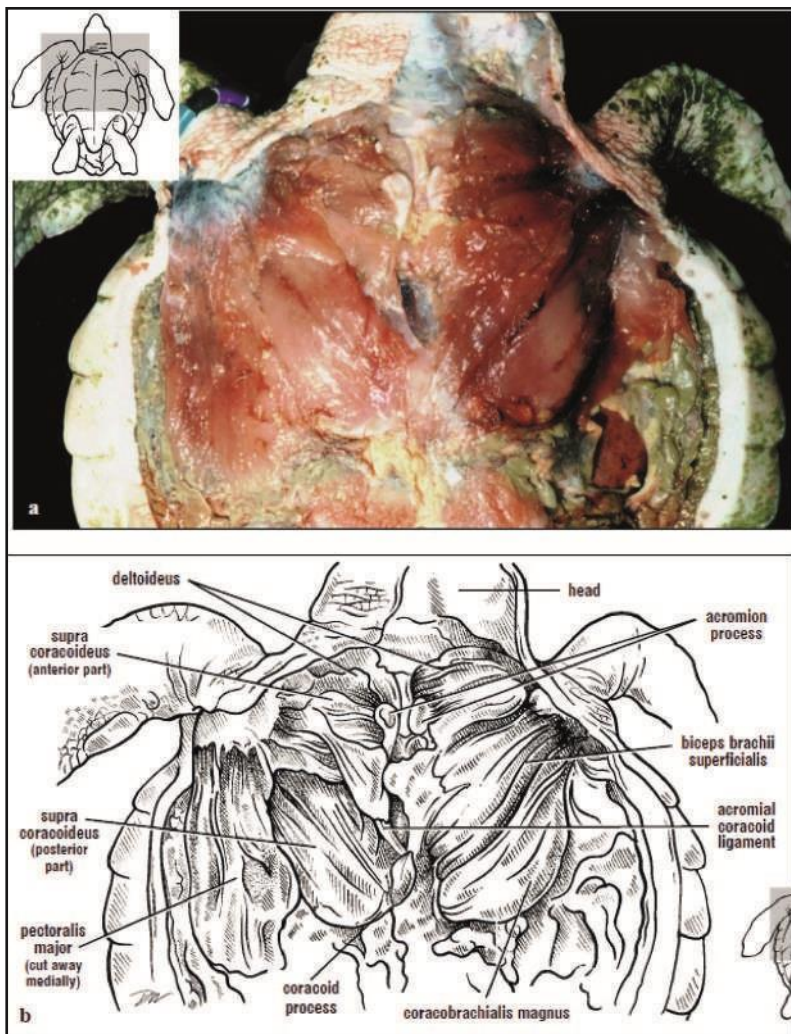 a
deltoideus
head
acromion
process
supra
coracoideus
(anterior part)
biceps brachii
superficialis
supra
coracoideus
(posterior part)
acromial
coracoid
ligament
pectoralis
major
(cut away
medially)
coracoid
process
coracobrachialis magnus
b